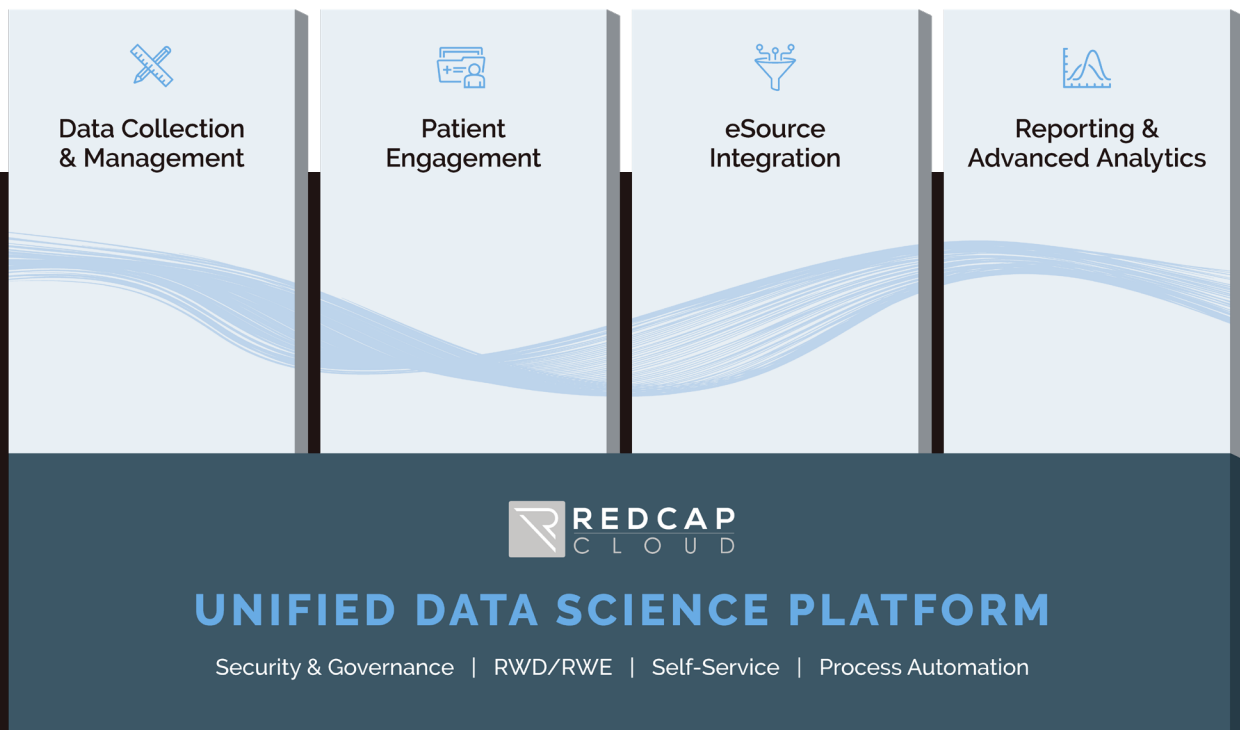 Data Collection
& Management
Patient
Engagement
eSource
Integration
Reporting &
Advanced Analytics
REDCAP
CLOUD
UNIFIED DATA SCIENCE PLATFORM
Security & Governance | RWD/RWE | Self-Service | Process Automation